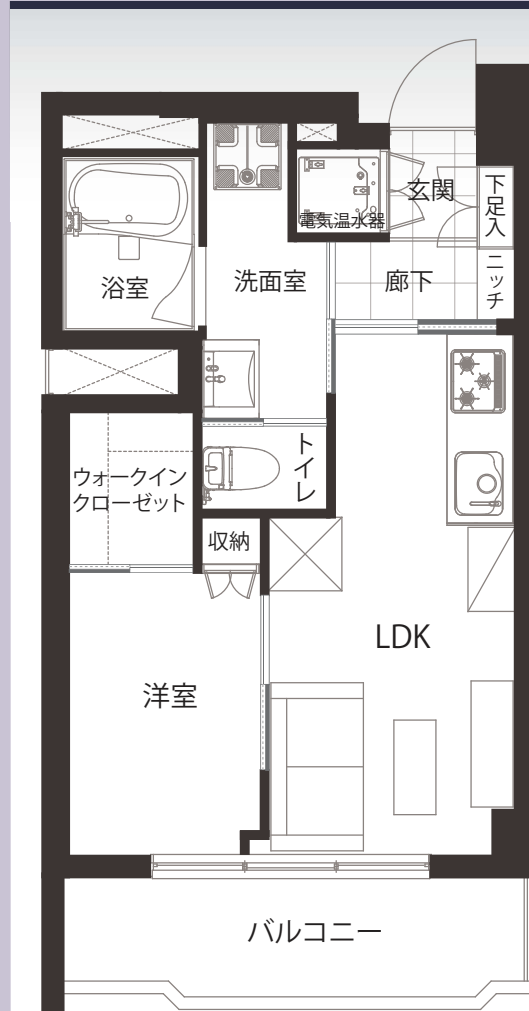 玄関
下足入
電気温水器
浴室
洗面室
廊下
ニッチ
トイレ
ウォークイン
クローゼット
収納
LDK
洋室
バルコニー